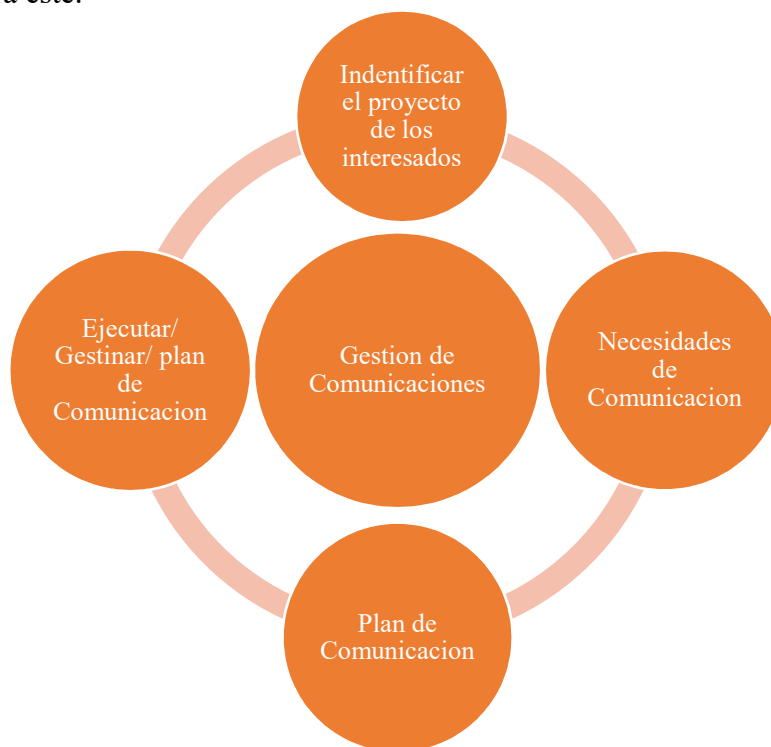 a este.
Indentificar
el proyecto
de los
interesados
Ejecutar/
Gestinar/ plan
de
Comunicacion
Gestion de
Comunicaciones
Necesidades
de
Comunicacion
Plan de
Comunicacion